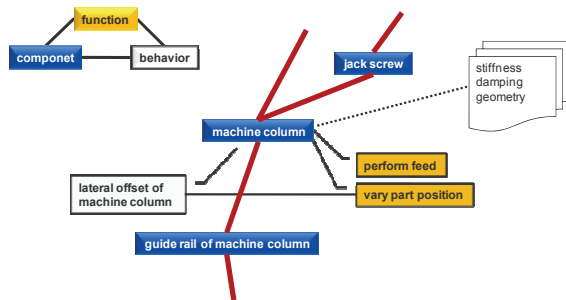 function
componet
behavior
jack screw
stiffness
damping
geometry
machine column
perform feed
lateral offset of
machine column
vary part position
guide rail of machine column